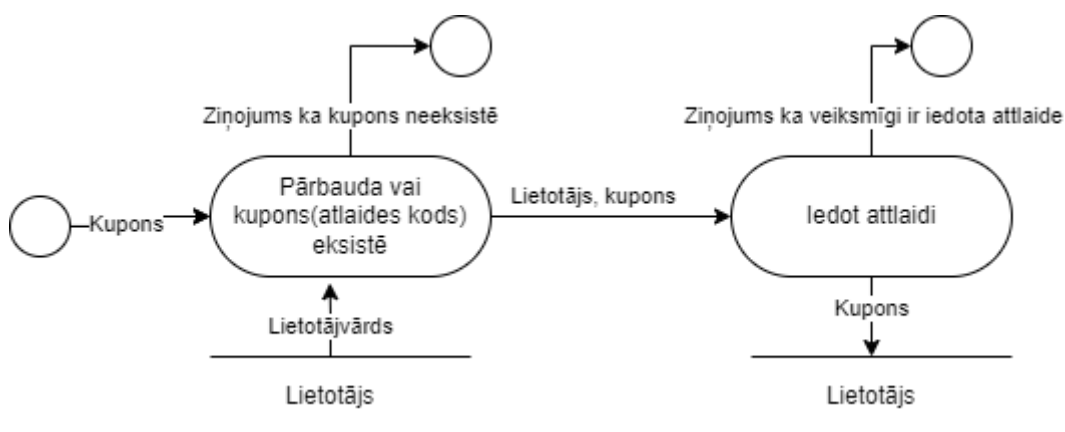 Ziņojums ka kupons neeksistē
Ziņojums ka veiksmīgi ir iedota attlaide
Kupons
Pārbauda vai
kupons(atlaides kods)
eksistē
Lietotājs, kupons
Iedot attlaidi
Lietotājvārds
Kupons
Lietotājs
Lietotājs